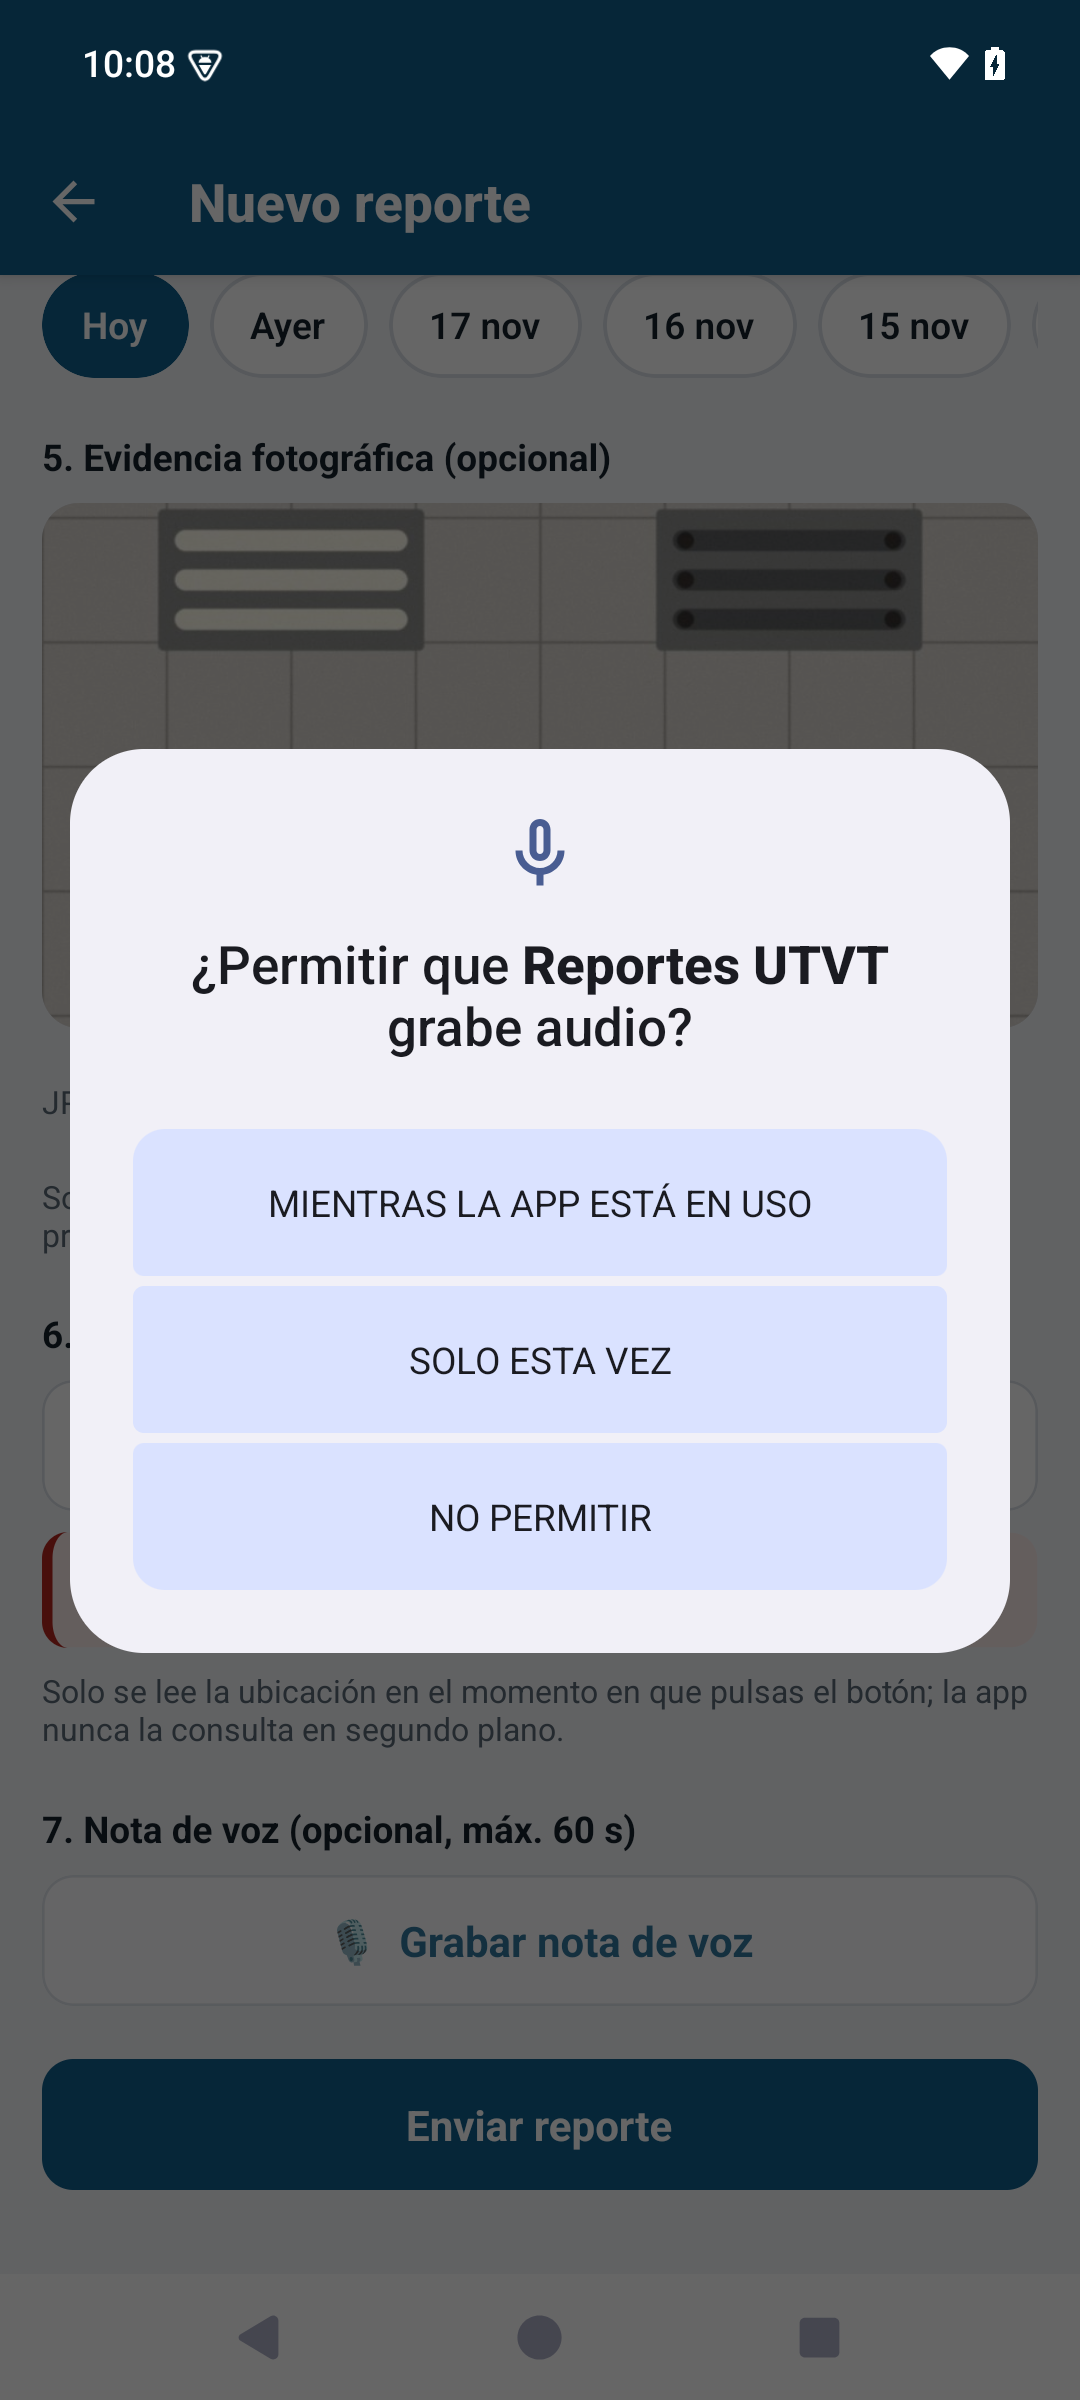 10:08
Nuevo reporte
Hoy
Ayer
17 nov
16 nov
15 nov
5. Evidencia fotográfica (opcional)
¿Permitir que Reportes UTVT
grabe audio?
MIENTRAS LA APP ESTÁ EN USO
SOLO ESTA VEZ
NO PERMITIR
6.
Solo se lee la ubicación en el momento en que pulsas el botón; la app
nunca la consulta en segundo plano.
7. Nota de voz (opcional, máx. 60 s)
Grabar nota de voz
Enviar reporte